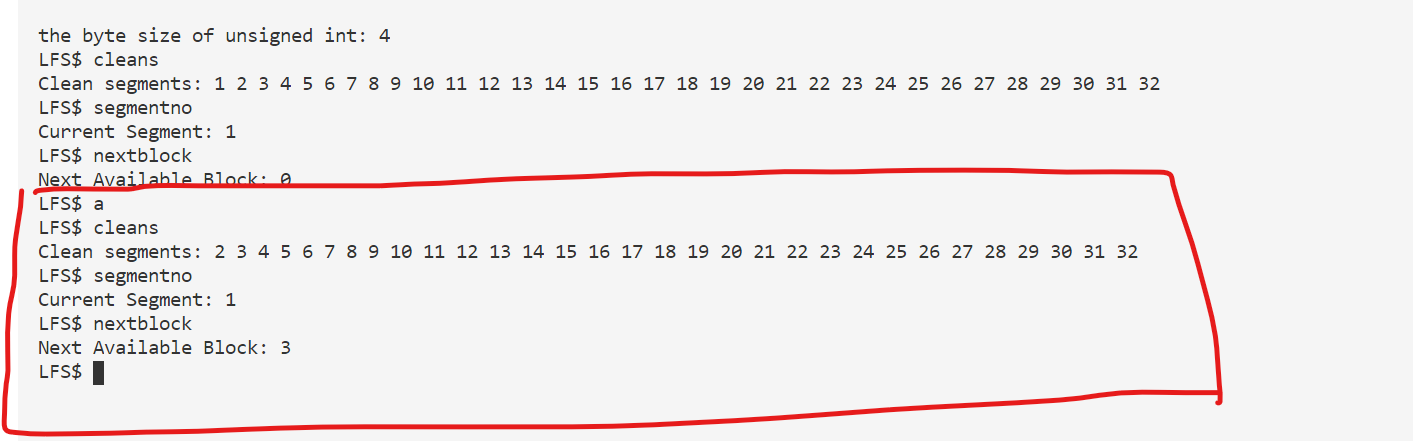 the byte size of unsigned int: 4
LFS$ cleans
Clean segments: 1 2 3 4 5 6 7 8 9 10 11 12 13 14 15 16 17 18 19 20 21 22 23 24 25 26 27 28 29 30 31 32
LFS$ segmentno
Current Segment: 1
LFS$ nextblock
Next Available Block: 0
LFS$ a
LFS$ cleans
Clean segments: 2 3 4 5 6 7 8 9 10 11 12 13 14 15 16 17 18 19 20 21 22 23 24 25 26 27 28 29 30 31 32
LFS$ segmentno
Current Segment: 1
LFS$ nextblock
Next Available Block: 3
LFS$